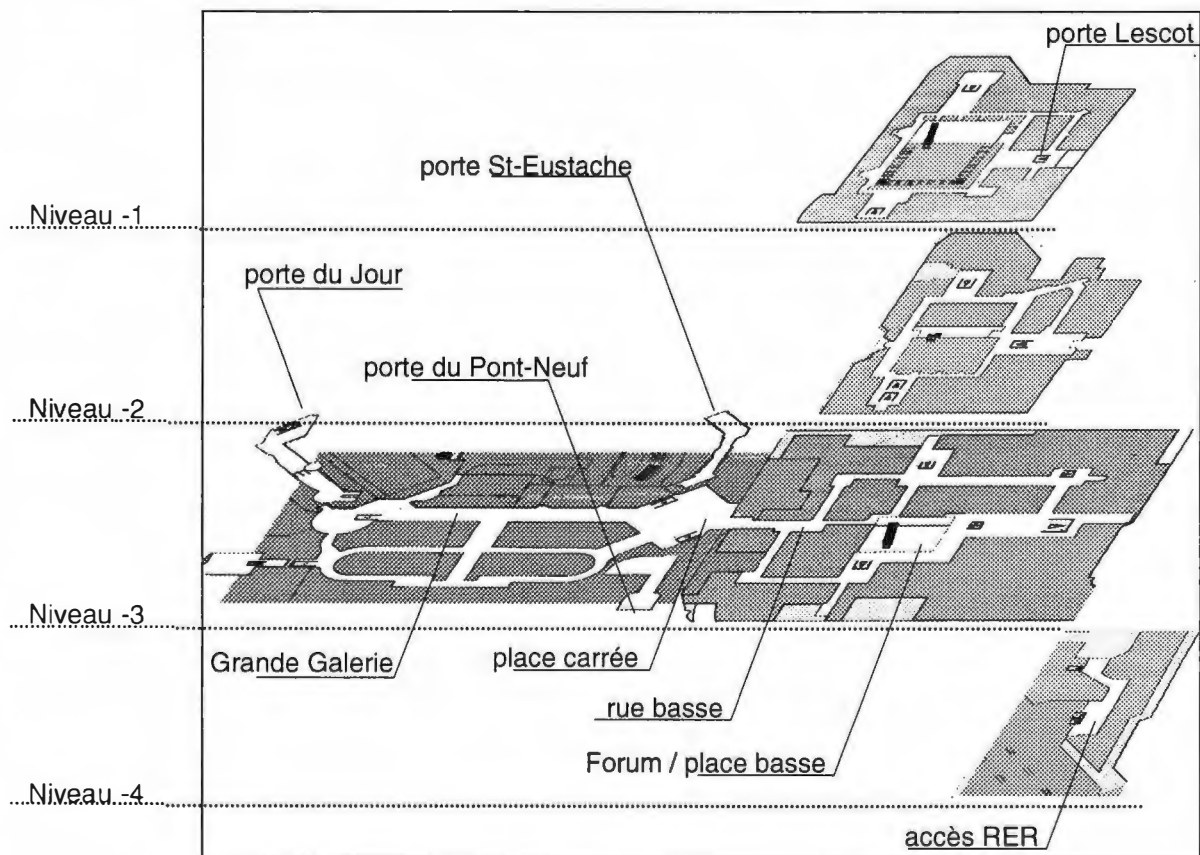 porte Lescot
porte St-Eustache
Niveau -1
porte du Jour
porte du Pont-Neuf
Niveau -2
Niveau -3
Grande Galerie
place carrée
rue basse
Forum / place basse
Niveau -4
accès RER